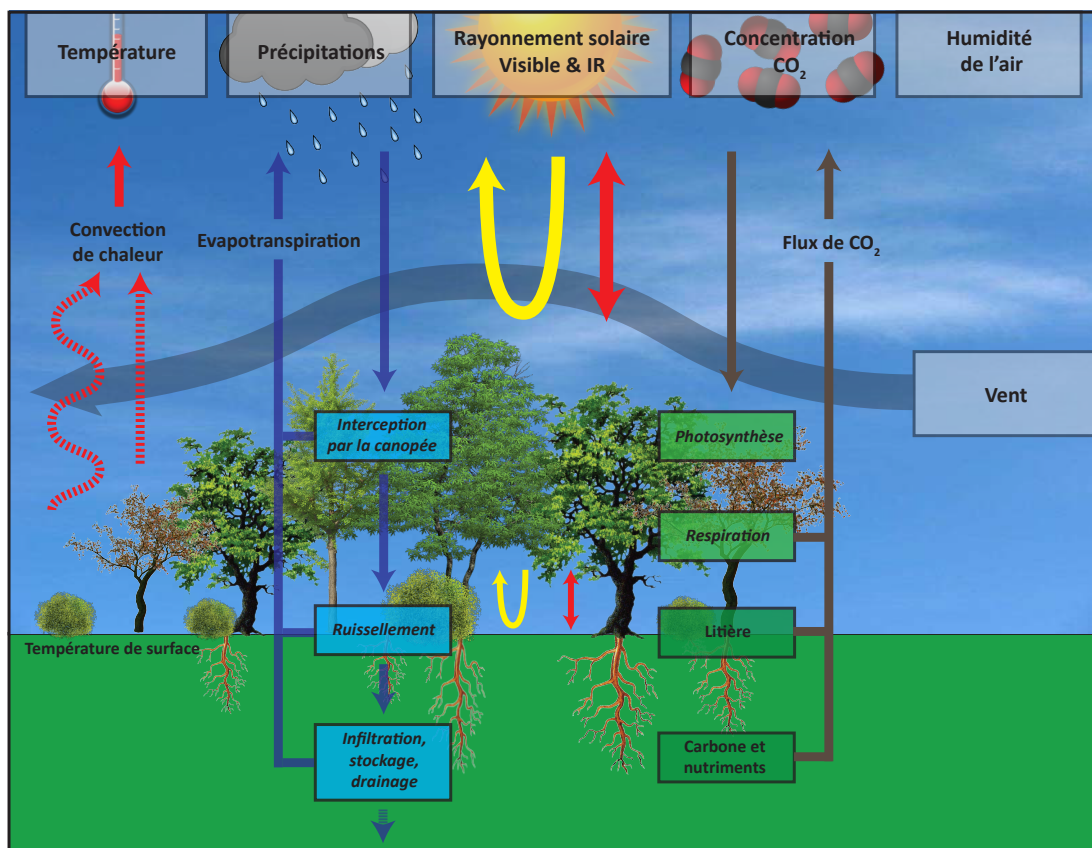 Température
Précipitations
Rayonnement solaire
Visible & IR
Concentration
CO₂
Humidité
de l’air
Convection
de chaleur
Evapotranspiration
Flux de CO₂
Vent
Interception
par la canopée
Photosynthèse
Respiration
Ruissellement
Litière
Température de surface
Infiltration,
stockage,
drainage
Carbone et
nutriments